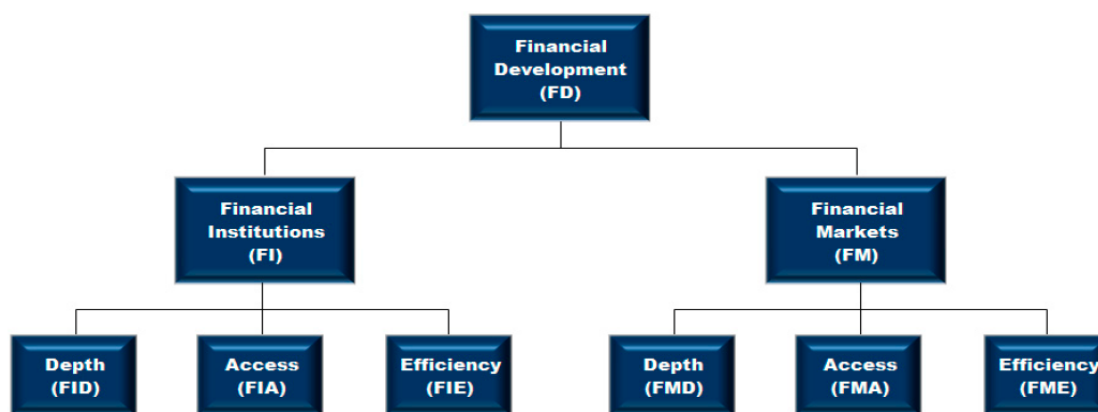 Financial
Development
(FD)
Financial
Institutions
(FI)
Financial
Markets
(FM)
Depth
(FID)
Access
(FIA)
Efficiency
(FIE)
Depth
(FMD)
Access
(FMA)
Efficiency
(FME)